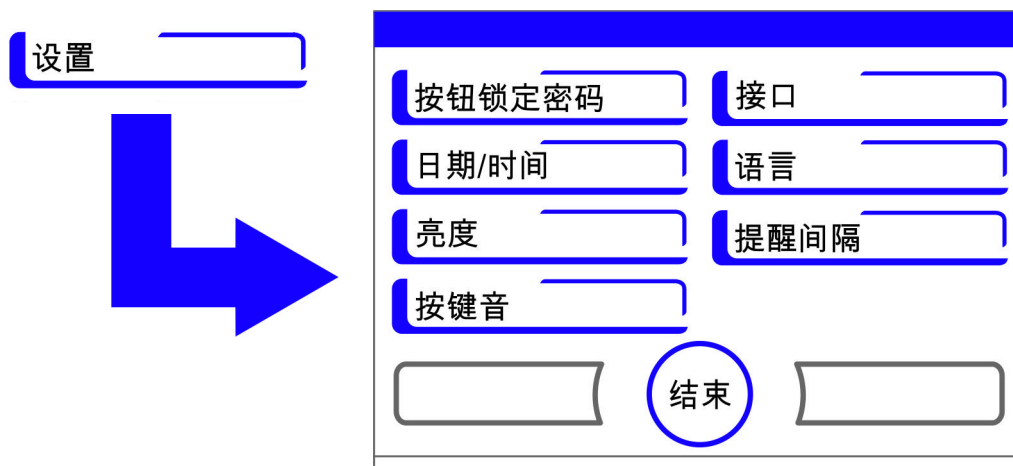 设置
按钮锁定密码
接口
日期/时间
语言
亮度
提醒间隔
按键音
结束